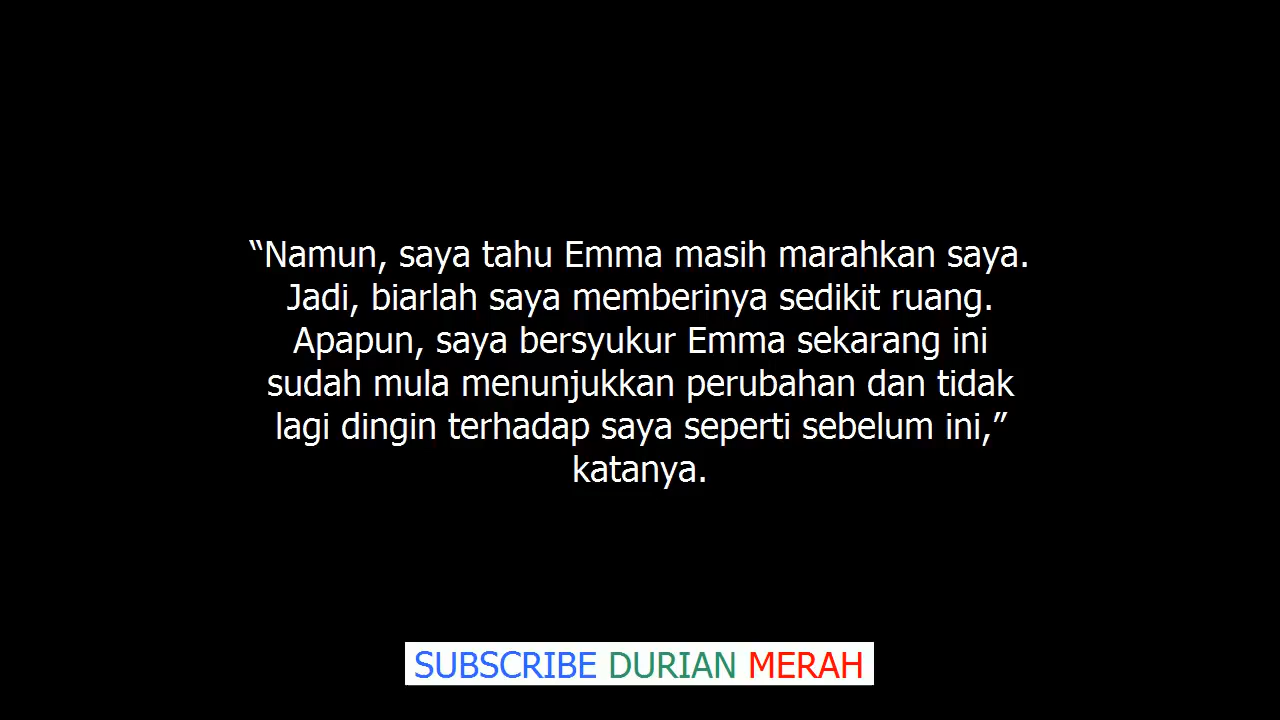 “Namun, saya tahu Emma masih marahkan saya.
Jadi, biarlah saya memberinya sedikit ruang.
Apapun, saya bersyukur Emma sekarang ini
sudah mula menunjukkan perubahan dan tidak
lagi dingin terhadap saya seperti sebelum ini,”
katanya.
SUBSCRIBE DURIAN MERAH